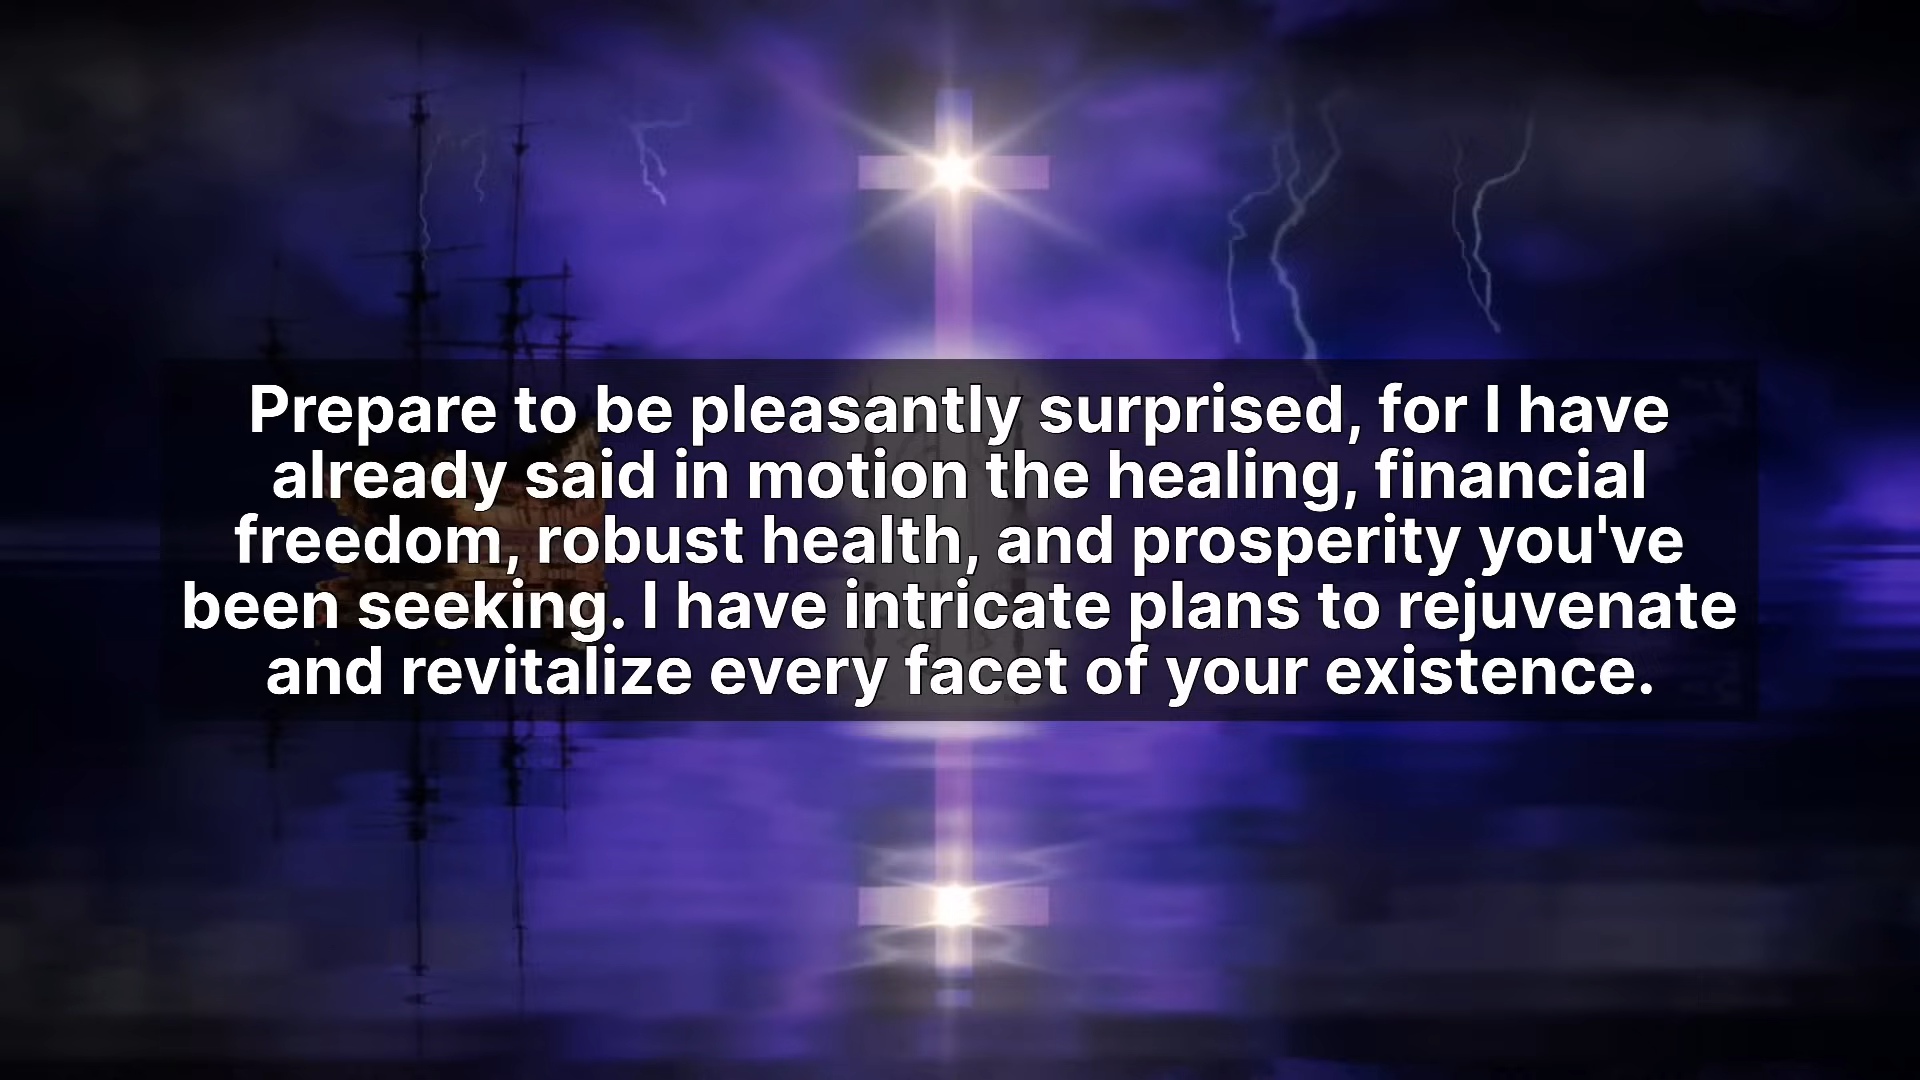 Prepare to be pleasantly surprised, for I have
already said in motion the healing, financial
freedom, robust health, and prosperity you've
been seeking. I have intricate plans to rejuvenate
and revitalize every facet of your existence.